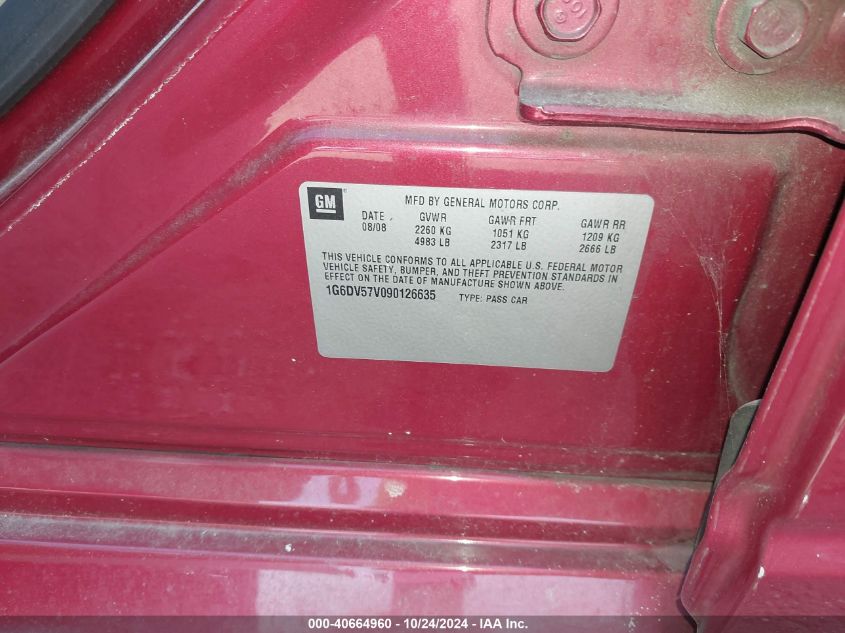 GM
MFD BY GENERAL MOTORS CORP.
DATE GVWR GAWR FRT GAWR RR
08/08 2260 KG 1051 KG 1209 KG
4983 LB 2317 LB 2666 LB
THIS VEHICLE CONFORMS TO ALL APPLICABLE U.S. FEDERAL MOTOR
VEHICLE SAFETY, BUMPER, AND THEFT PREVENTION STANDARDS IN
EFFECT ON THE DATE OF MANUFACTURE SHOWN ABOVE.
1G6DV57V090126635 TYPE: PASS CAR
000-40664960 - 10/24/2024 - IAA Inc.